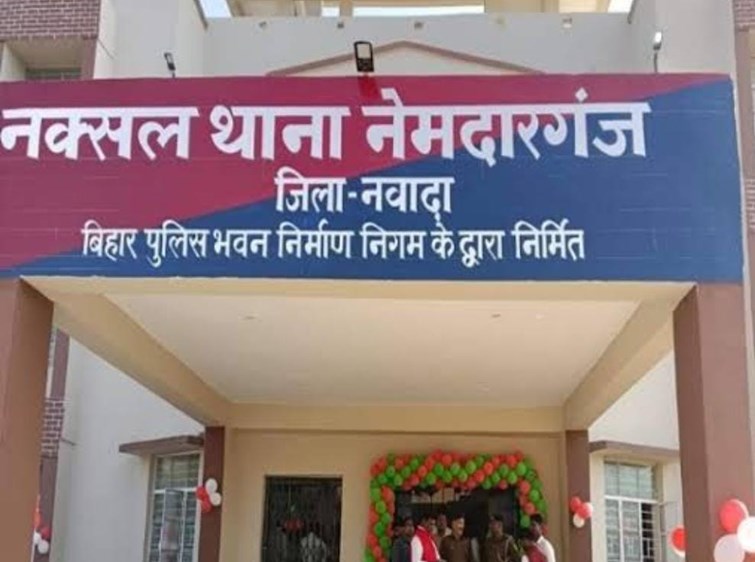 नक्सल थाना नेमदारगंज
जिला-नवादा
बिहार पुलिस भवन निर्माण निगम के द्वारा निर्मित